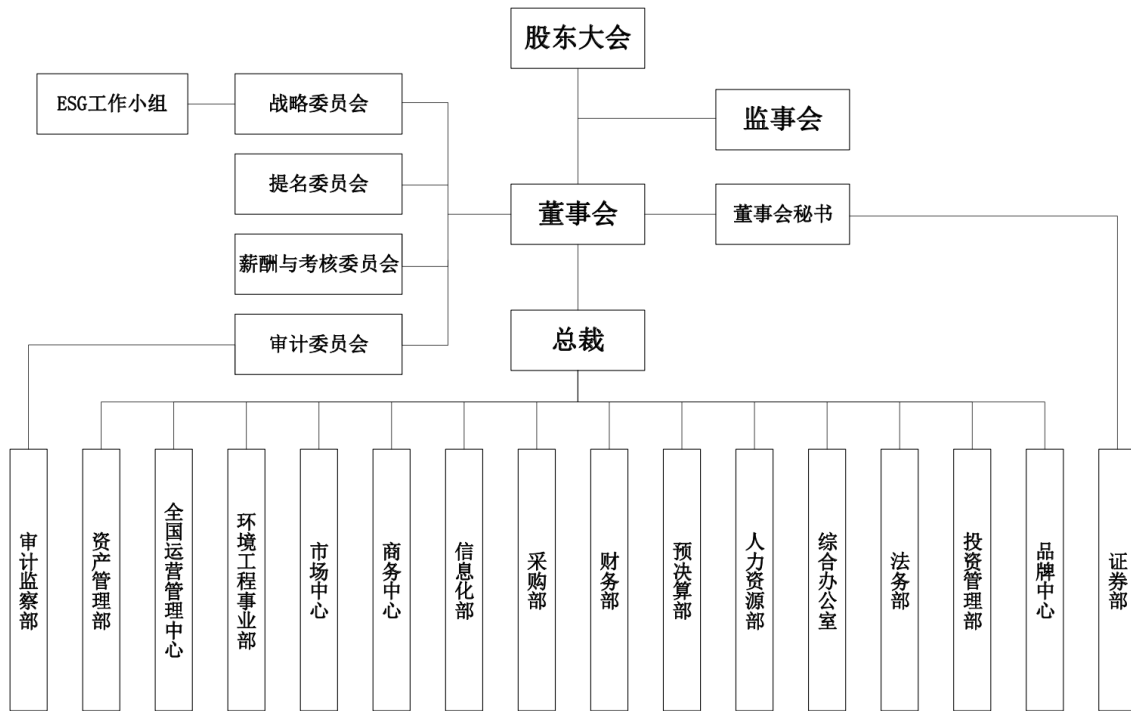 股东大会
ESG工作小组
战略委员会
监事会
提名委员会
董事会
董事会秘书
薪酬与考核委员会
审计委员会
总裁
审计监察部
资产管理部
全国运营管理中心
环境工程事业部
市场中心
商务中心
信息化部
采购部
财务部
预决算部
人力资源部
综合办公室
法务部
投资管理部
品牌中心
证券部